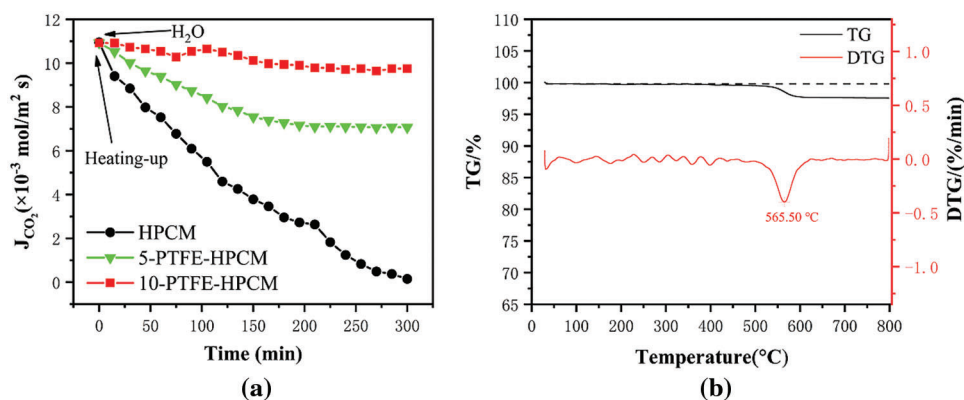 12
10
8
6
4
2
0
J_CO₂(×10⁻³ mol/m² s)
H₂O
Heating-up
HPCM
5-PTFE-HPCM
10-PTFE-HPCM
0 50 100 150 200 250 300
Time (min)
(a)
110
105
100
95
90
85
80
75
70
65
TG/%
TG
DTG
565.50 ℃
1.0
0.5
0.0
-0.5
-1.0
DTG/(%/min)
0 100 200 300 400 500 600 700 800
Temperature(°C)
(b)